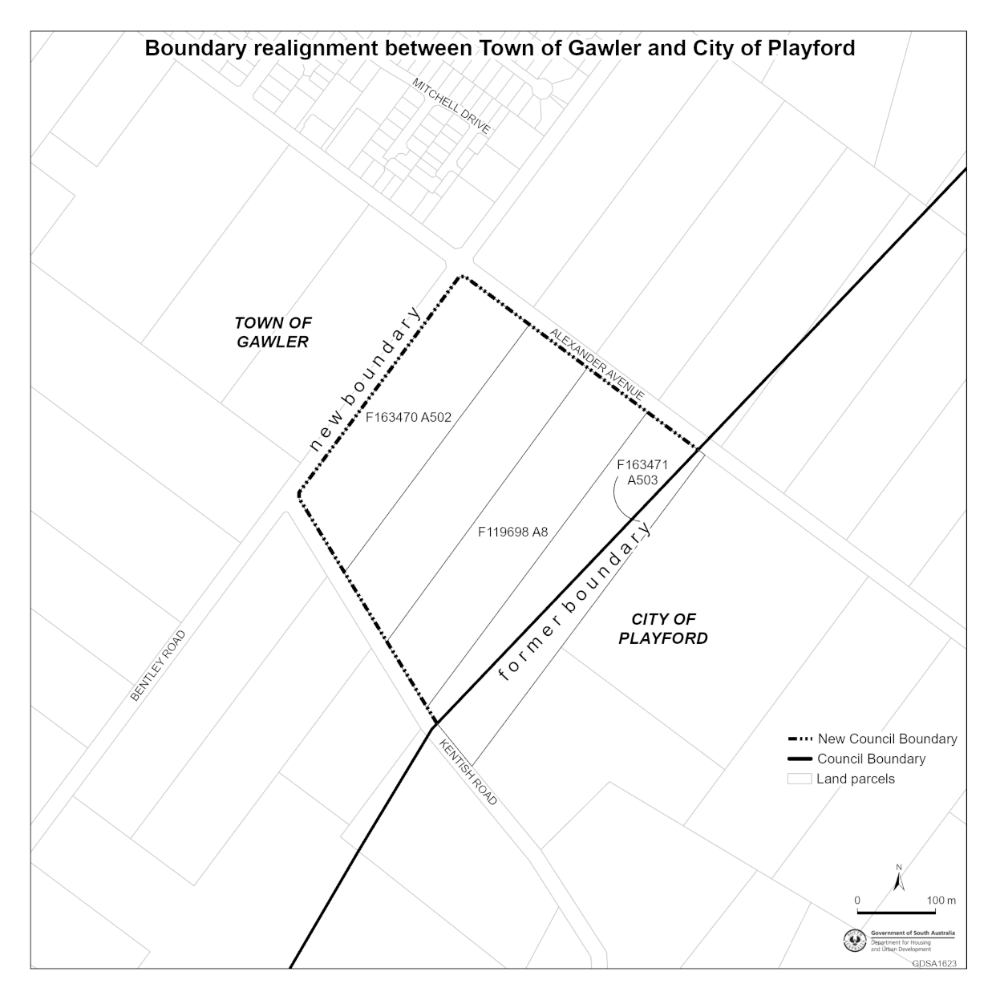 Boundary realignment between Town of Gawler and City of Playford
MITCHELL DRIVE
TOWN OF
GAWLER
new boundary
ALEXANDER AVENUE
F163470 A502
F163471
A503
F119698 A8
former boundary
CITY OF
PLAYFORD
BENTLEY ROAD
KENTISH ROAD
New Council Boundary
Council Boundary
Land parcels
N
0 100 m
Government of South Australia
Department for Housing
and Urban Development
GDSA1623